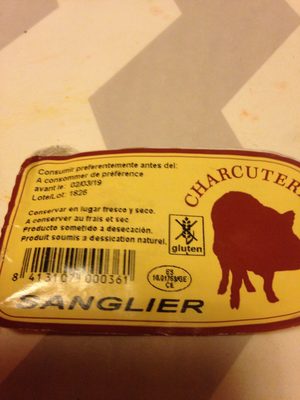 CHARCUTERI
Consumir preferentemente antes del:
A consommer de préférence
avant le: 02/03/19
Lote/Lot: 1826
Conservar en lugar fresco y seco.
A conserver au frais et sec
Producto sometido a desecación.
Produit soumis a dessication naturel.
gluten
8 413107 000361
ES
CE
SANGLIER